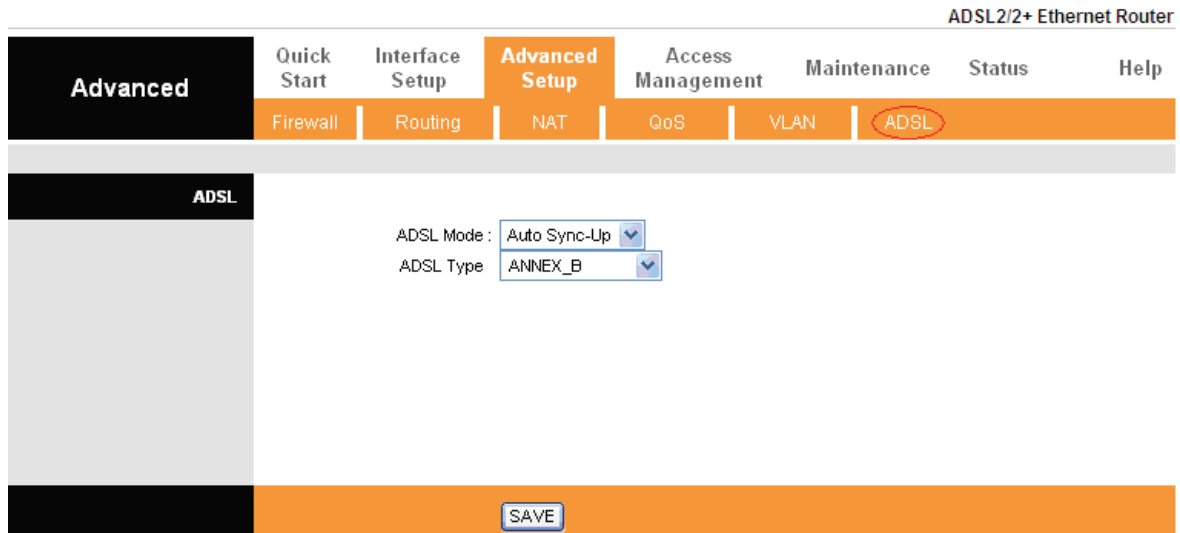 ADSL2/2+ Ethernet Router
Advanced
Quick Start
Interface Setup
Advanced Setup
Access Management
Maintenance
Status
Help
Firewall
Routing
NAT
QoS
VLAN
ADSL
ADSL
ADSL Mode : Auto Sync-Up
ADSL Type ANNEX_B
SAVE